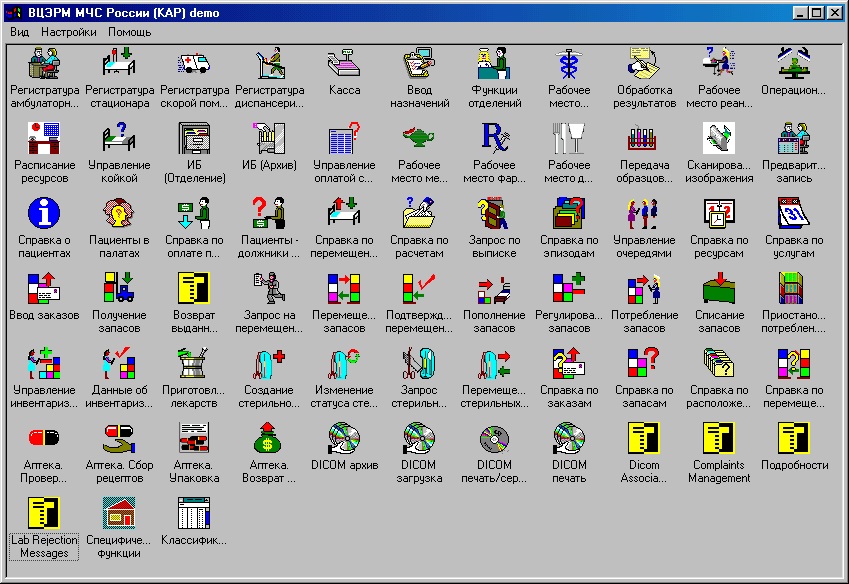 ВЦЭРМ МЧС России (КАР) demo
Вид Настройки Помощь
Регистратура амбулаторн...
Регистратура стационара
Регистратура скорой пом...
Регистратура диспансери...
Касса
Ввод назначений
Функции отделений
Рабочее место...
Обработка результатов
Рабочее место реан...
Операцион...
Расписание ресурсов
Управление койкой
ИБ (Отделение)
ИБ (Архив)
Управление оплатой с...
Рабочее место ме...
Рабочее место фар...
Рабочее место д...
Передача образцов...
Сканирова... изображения
Предварит... запись
Справка о пациентах
Пациенты в палатах
Справка по оплате п...
Пациенты - должники ...
Справка по перемещен...
Справка по расчетам
Запрос по выписке
Справка по эпизодам
Управление очередями
Справка по ресурсам
Справка по услугам
Ввод заказов
Получение запасов
Возврат выданн...
Запрос на перемещен...
Перемеще... запасов
Подтвержд... перемещен...
Пополнение запасов
Регулирова... запасов
Потребление запасов
Списание запасов
Приостано... потреблен....
Управление инвентариз...
Данные об инвентариз...
Приготовл... лекарств
Создание стерильно...
Изменение статуса сте...
Запрос стерильн...
Перемеще... стерильных...
Справка по заказам
Справка по запасам
Справка по расположе...
Справка по перемеще...
Аптека. Провер...
Аптека. Сбор рецептов
Аптека. Упаковка
Аптека. Возврат ...
DICOM архив
DICOM загрузка
DICOM печать/сер...
DICOM печать
Dicom Associa...
Complaints Management
Подробности
Lab Rejection Messages
Специфиче... функции
Классифик...